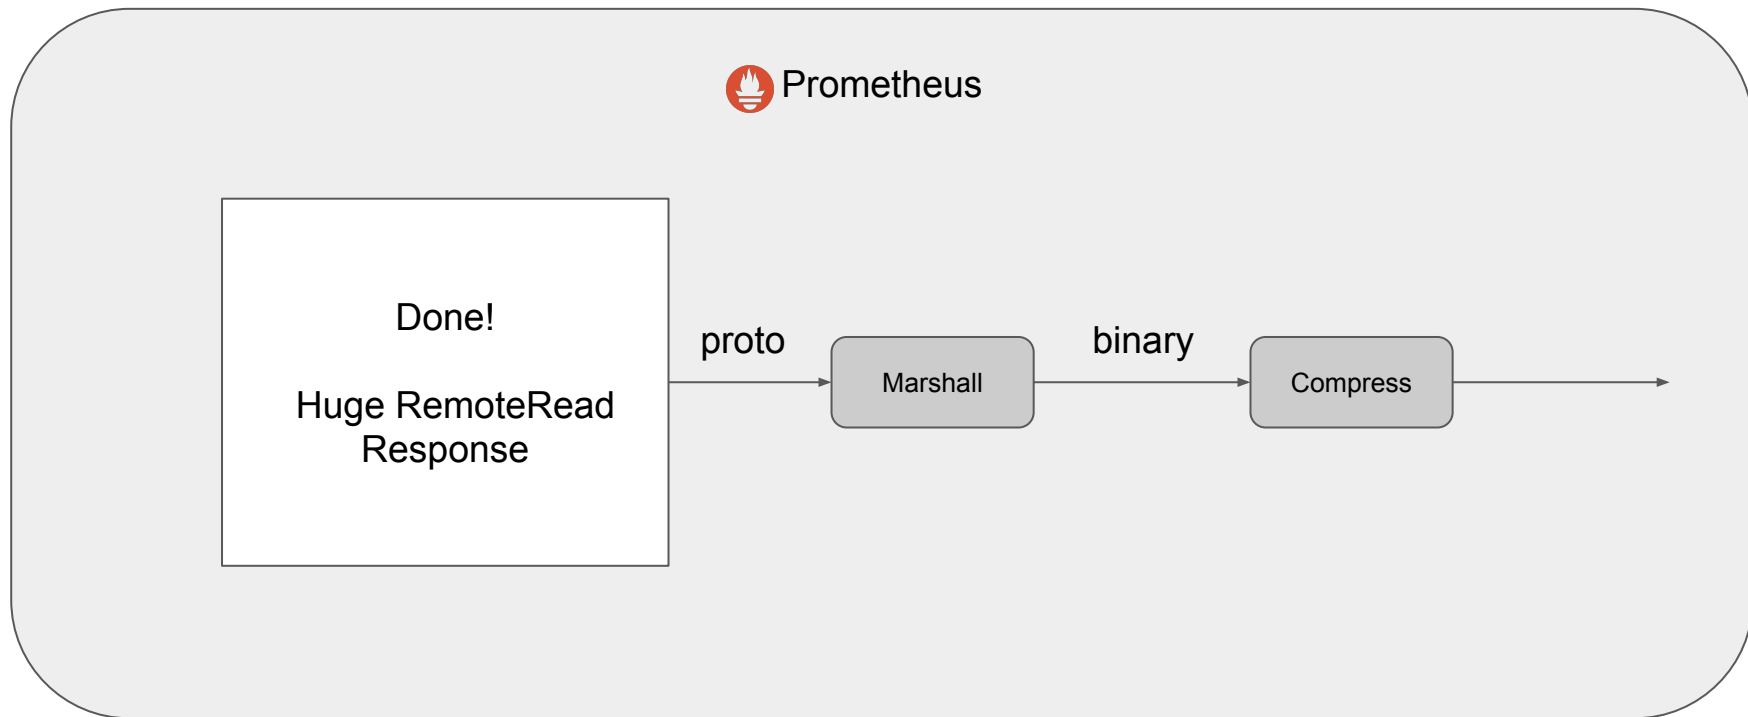 Prometheus
Done!
Huge RemoteRead
Response
proto
Marshall
binary
Compress